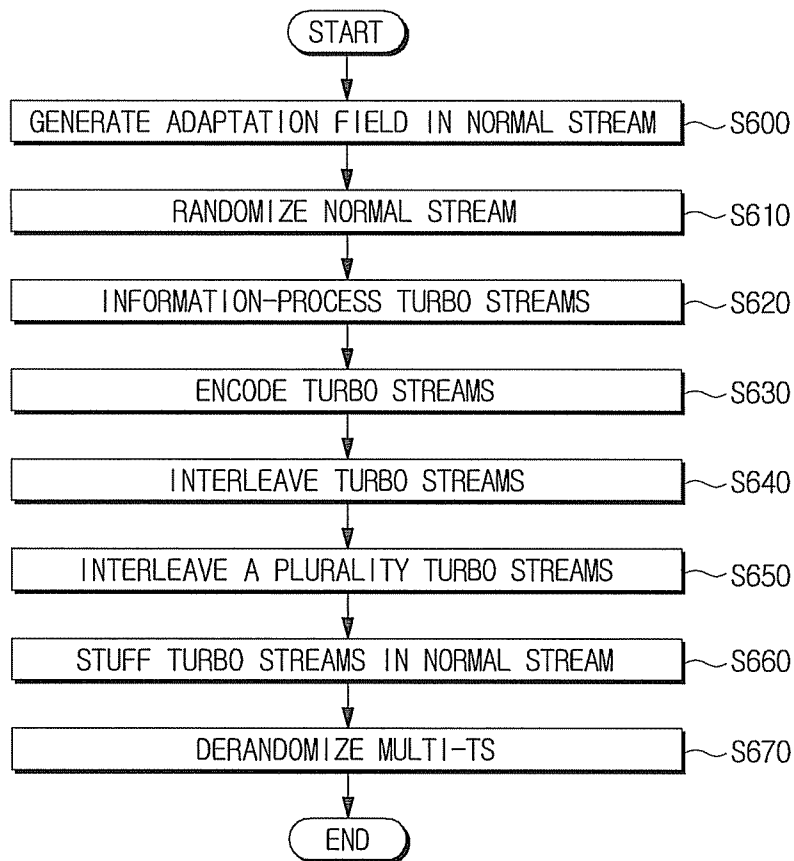 START
GENERATE ADAPTATION FIELD IN NORMAL STREAM S600
RANDOMIZE NORMAL STREAM S610
INFORMATION-PROCESS TURBO STREAMS S620
ENCODE TURBO STREAMS S630
INTERLEAVE TURBO STREAMS S640
INTERLEAVE A PLURALITY TURBO STREAMS S650
STUFF TURBO STREAMS IN NORMAL STREAM S660
DERANDOMIZE MULTI-TS S670
END